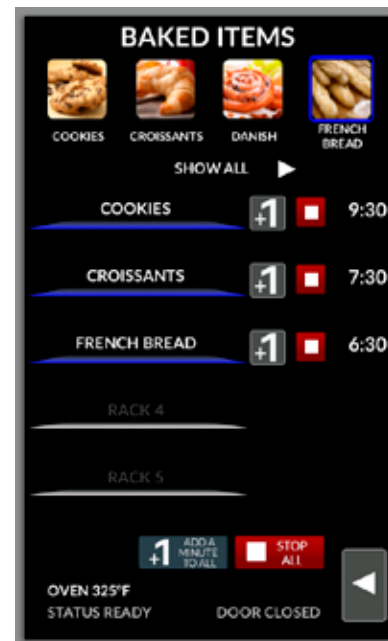 BAKED ITEMS
COOKIES CROISSANTS DANISH FRENCH BREAD
SHOW ALL
COOKIES +1 9:30
CROISSANTS +1 7:30
FRENCH BREAD +1 6:30
RACK 4
RACK 5
+1 ADD A MINUTE TO ALL STOP ALL
OVEN 325°F
STATUS READY DOOR CLOSED